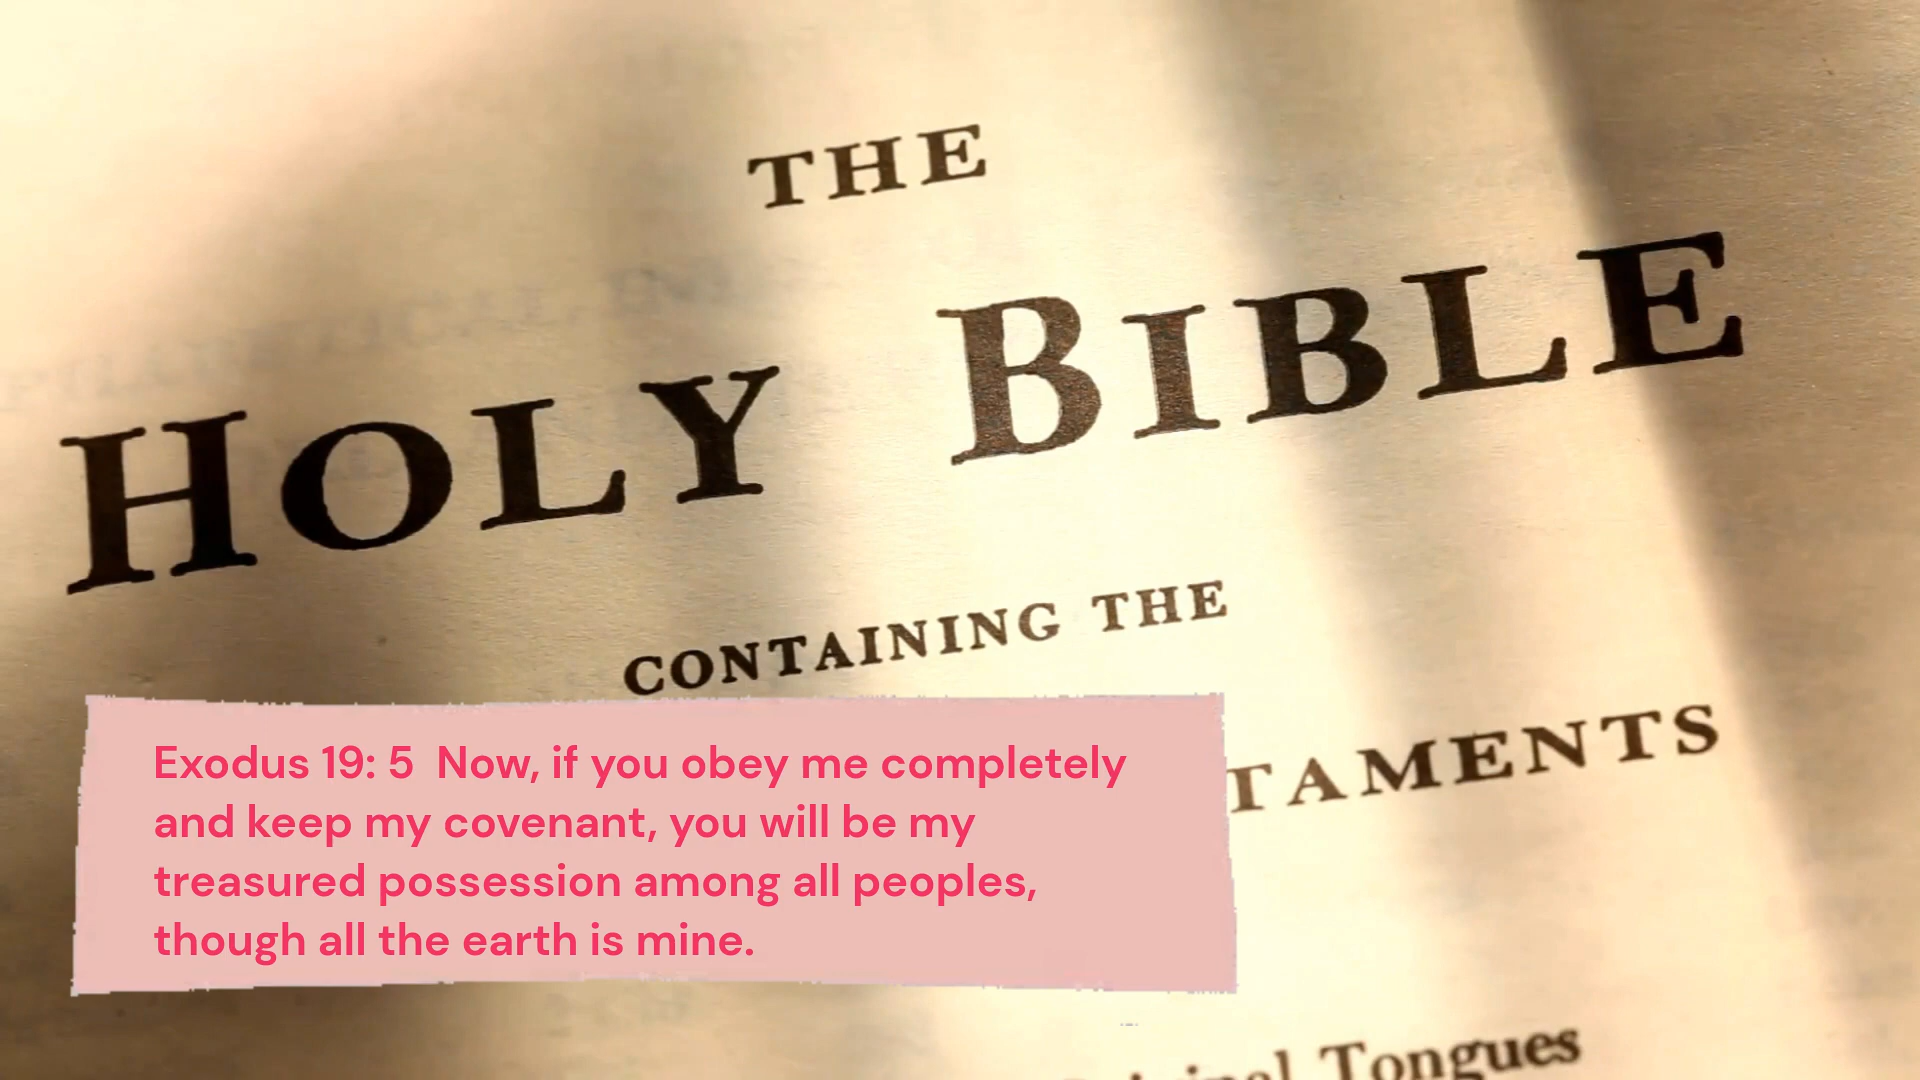 THE
HOLY BIBLE
CONTAINING THE
TAMENTS
Exodus 19: 5  Now, if you obey me completely
and keep my covenant, you will be my
treasured possession among all peoples,
though all the earth is mine.
Tongues